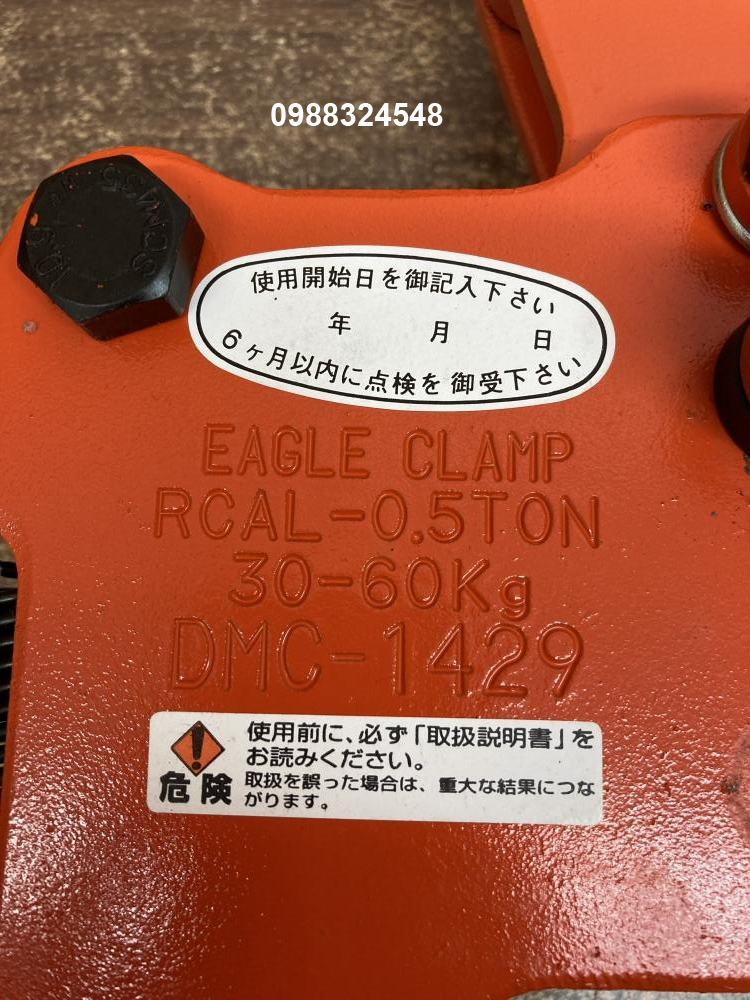 0988324548
SCM435
10.9
使用開始日を御記入下さい
年 月 日
6ヶ月以内に点検を御受下さい
EAGLE CLAMP
RCAL-0.5TON
30-60Kg
DMC-1429
使用前に、必ず「取扱説明書」を
お読みください。
危険
取扱を誤った場合は、重大な結果につな
がります。